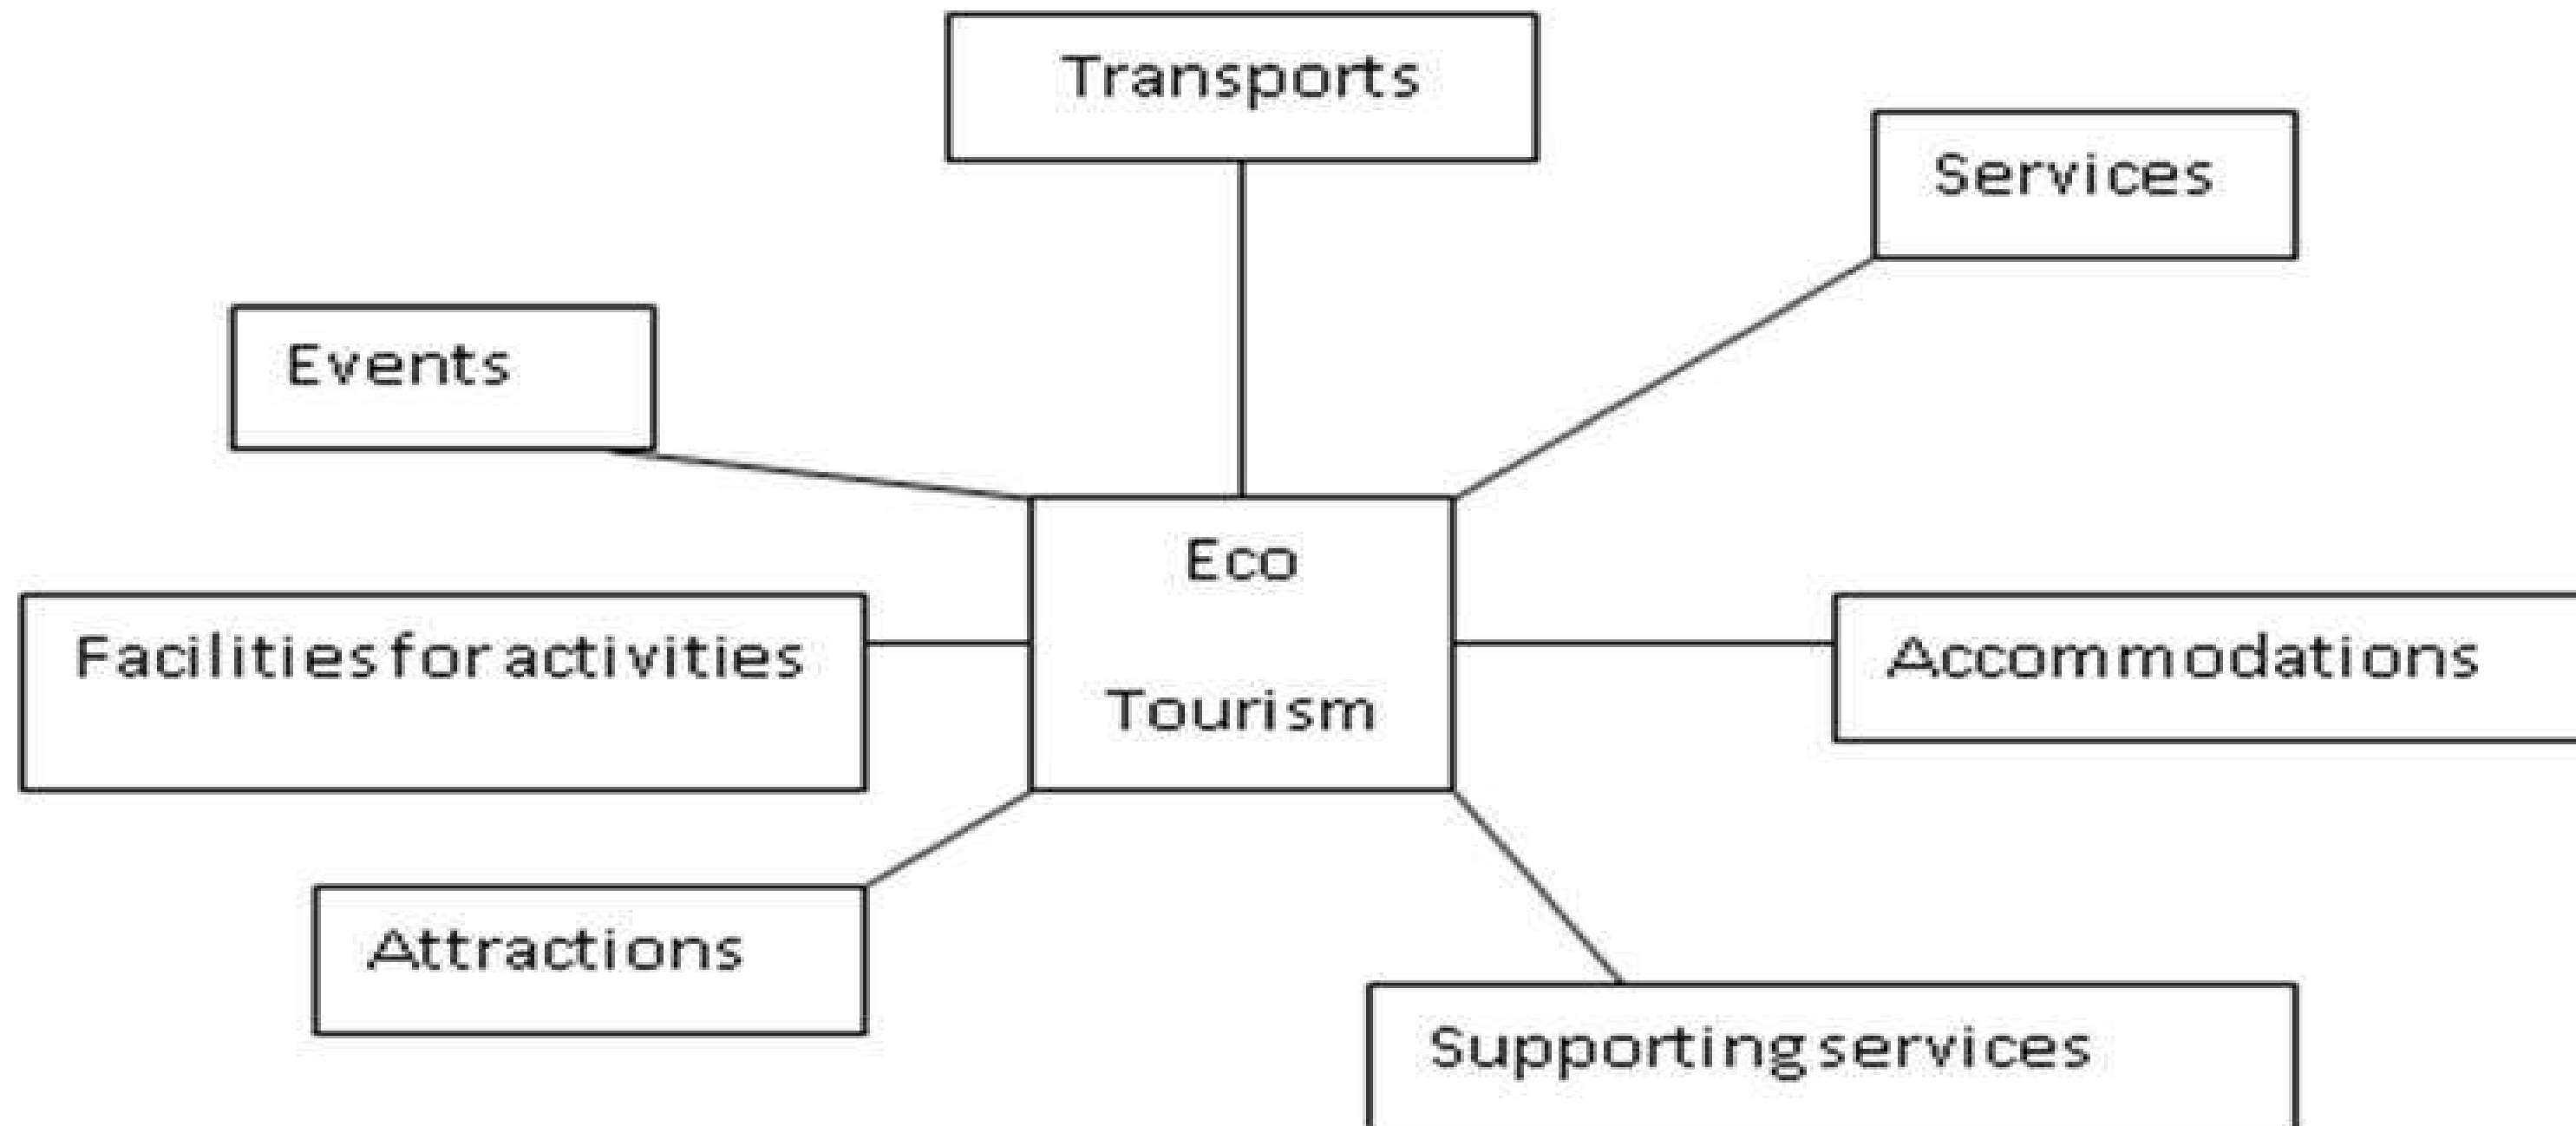 Transports
Services
Events
Eco
Tourism
Facilities for activities
Accommodations
Attractions
Supporting services